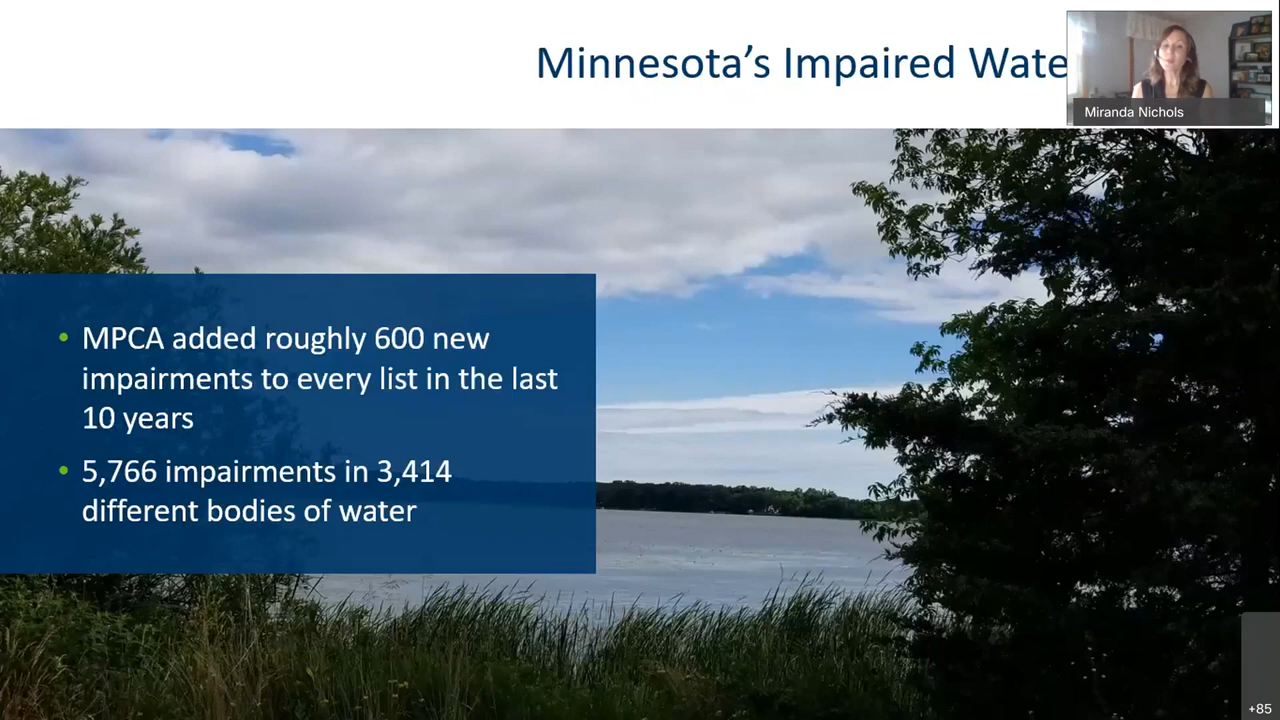 Minnesota’s Impaired Wate
Miranda Nichols
• MPCA added roughly 600 new
impairments to every list in the last
10 years
• 5,766 impairments in 3,414
different bodies of water
+85